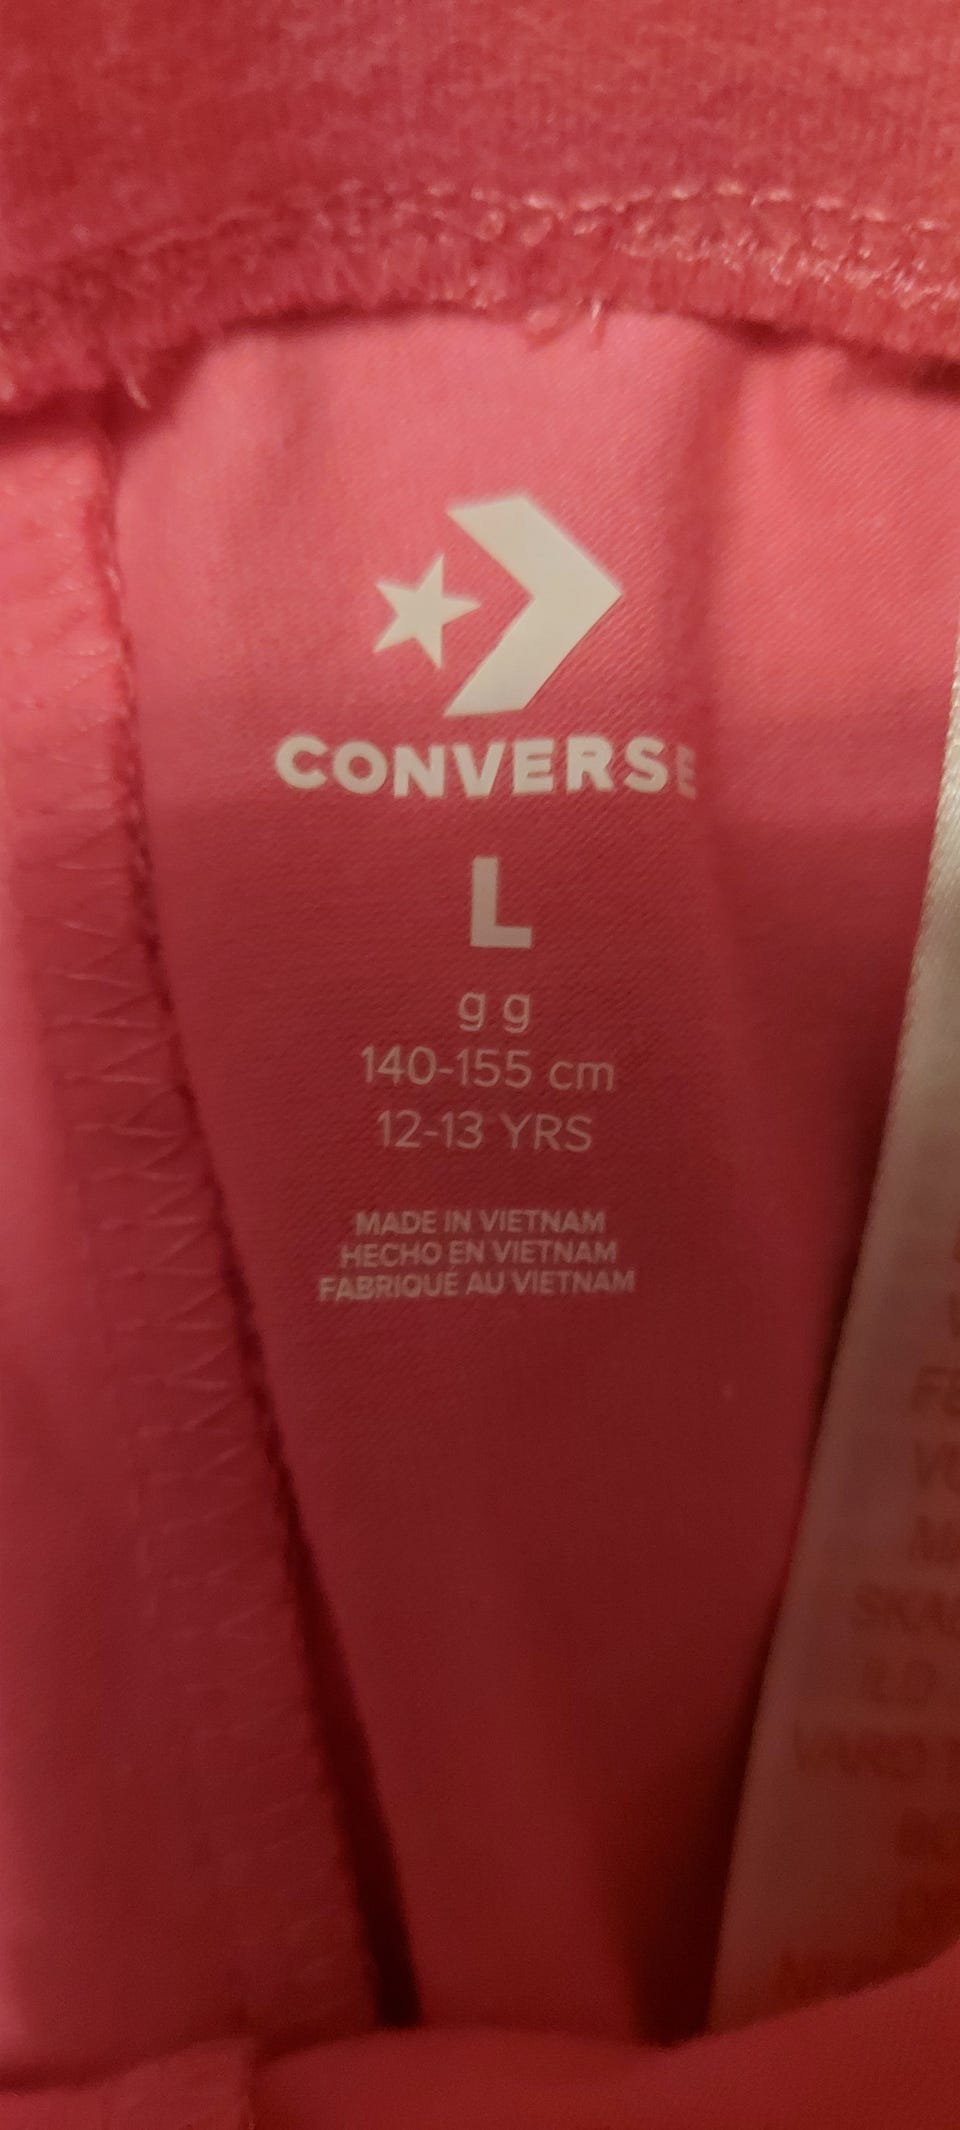 CONVERSE
L
g g
140-155 cm
12-13 YRS
MADE IN VIETNAM
HECHO EN VIETNAM
FABRIQUE AU VIETNAM